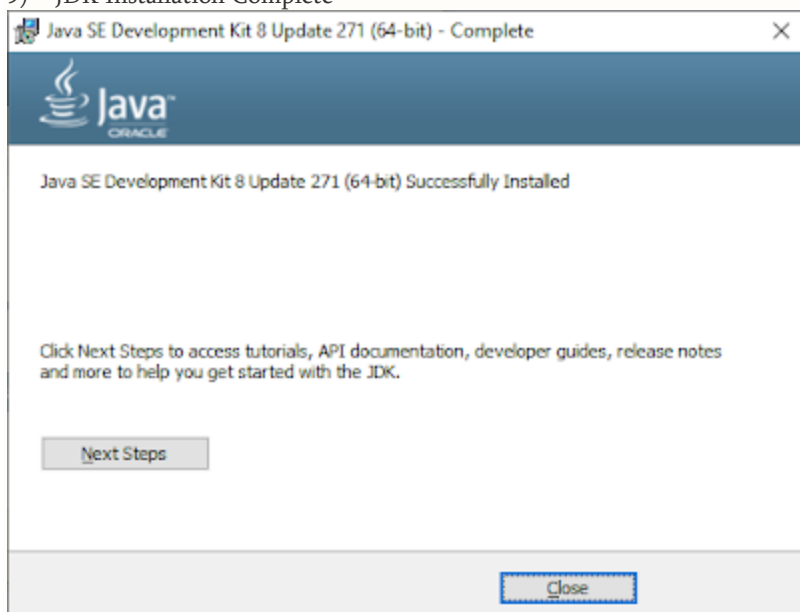 9) JDK Installation Complete
Java SE Development Kit 8 Update 271 (64-bit) - Complete
Java™
ORACLE
Java SE Development Kit 8 Update 271 (64-bit) Successfully Installed
Click Next Steps to access tutorials, API documentation, developer guides, release notes
and more to help you get started with the JDK.
Next Steps
Close